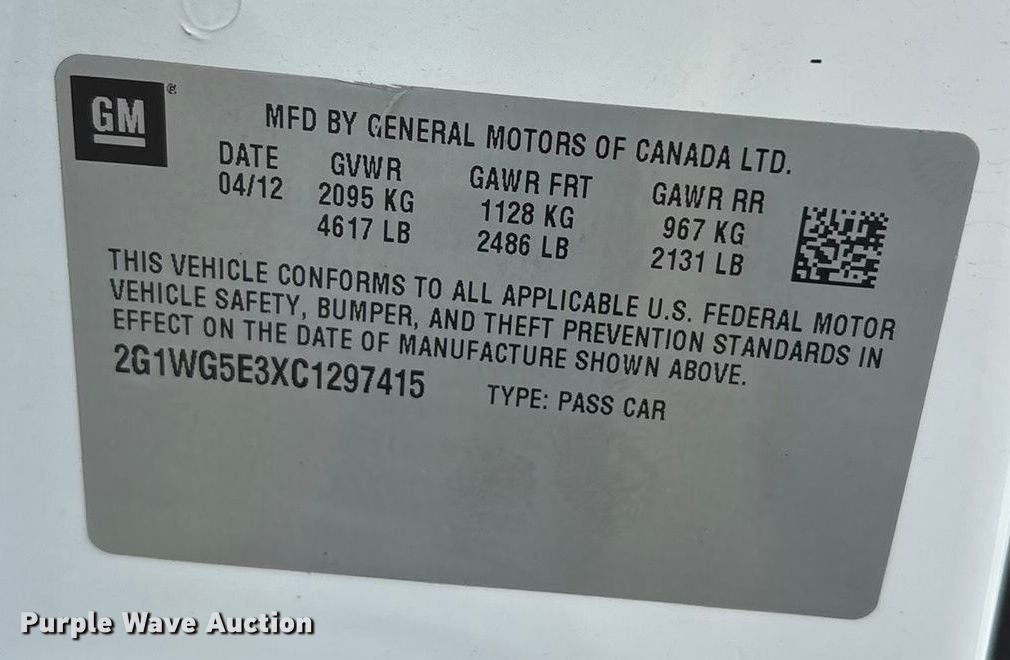 GM ®
MFD BY GENERAL MOTORS OF CANADA LTD.
DATE GVWR GAWR FRT GAWR RR
04/12 2095 KG 1128 KG 967 KG
4617 LB 2486 LB 2131 LB
THIS VEHICLE CONFORMS TO ALL APPLICABLE U.S. FEDERAL MOTOR
VEHICLE SAFETY, BUMPER, AND THEFT PREVENTION STANDARDS IN
EFFECT ON THE DATE OF MANUFACTURE SHOWN ABOVE.
2G1WG5E3XC1297415 TYPE: PASS CAR
Purple Wave Auction